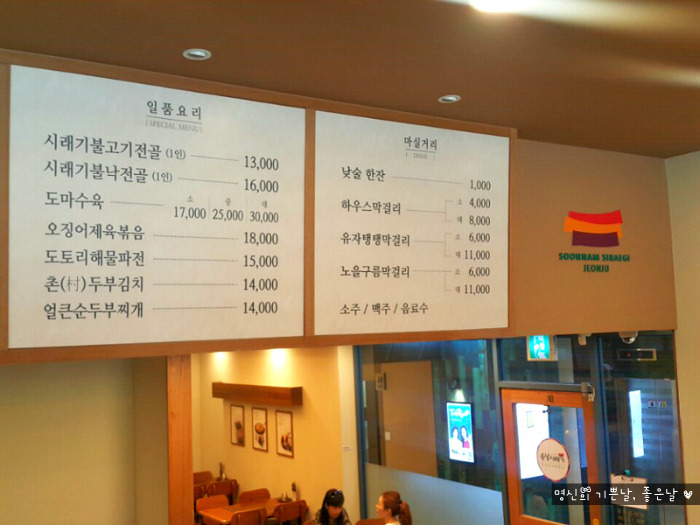 일품요리
[ SPECIAL MENU ]
시래기불고기전골 (1인) 13,000
시래기불낙전골 (1인) 16,000
소 중 대
도마수육 17,000 25,000 30,000
오징어제육볶음 18,000
도토리해물파전 15,000
촌(村)두부김치 14,000
얼큰순두부찌개 14,000
마실거리
[ DRINK ]
낮술 한잔 1,000
하우스막걸리 소 4,000
대 8,000
유자탱탱막걸리 소 6,000
대 11,000
노을구름막걸리 소 6,000
대 11,000
소주 / 맥주 / 음료수
SOONNAM SIRAEGI
JEONJU
명신의 기쁜날, 좋은날